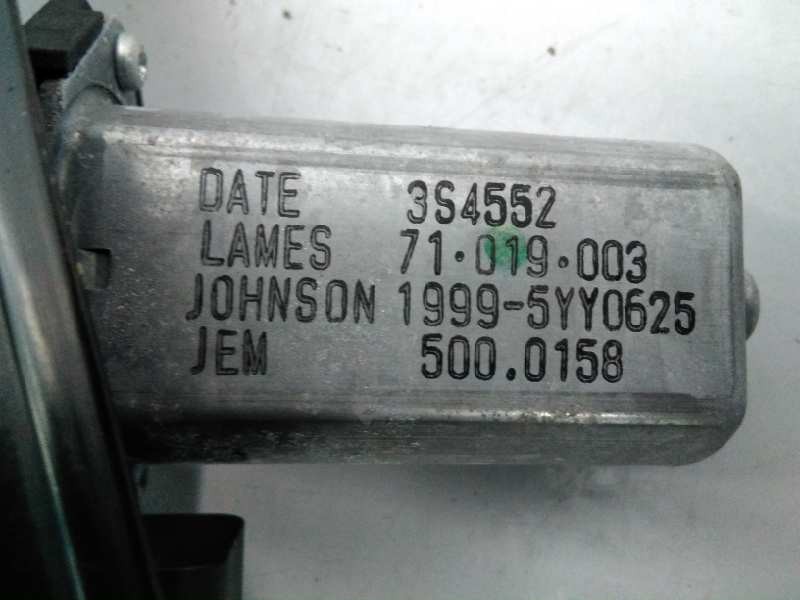 DATE 3S4552
LAMES 71.019.003
JOHNSON 1999-5YY0625
JEM 500.0158